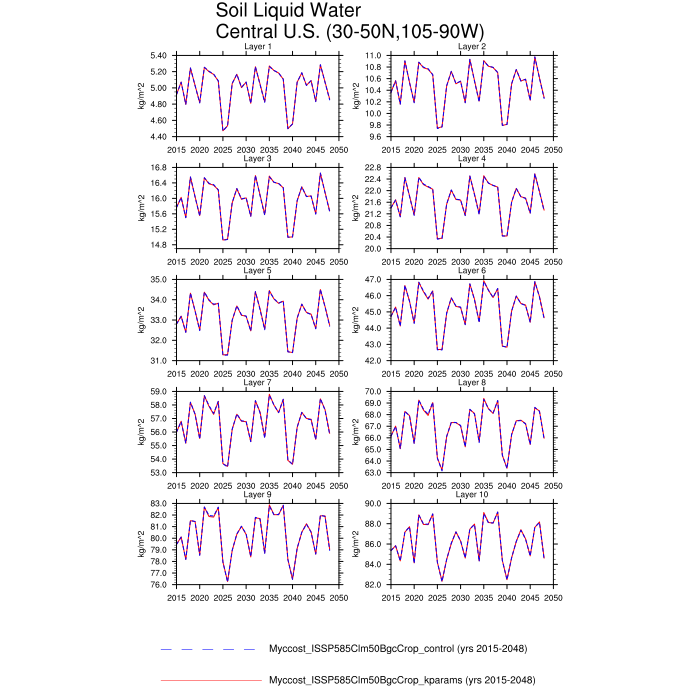 Soil Liquid Water
Central U.S. (30-50N,105-90W)
Layer 1
kg/m^2
5.40
5.20
5.00
4.80
4.60
4.40
2015 2020 2025 2030 2035 2040 2045 2050
Layer 2
kg/m^2
11.0
10.8
10.6
10.4
10.2
10.0
9.8
9.6
2015 2020 2025 2030 2035 2040 2045 2050
Layer 3
kg/m^2
16.8
16.4
16.0
15.6
15.2
14.8
2015 2020 2025 2030 2035 2040 2045 2050
Layer 4
kg/m^2
22.8
22.4
22.0
21.6
21.2
20.8
20.4
20.0
2015 2020 2025 2030 2035 2040 2045 2050
Layer 5
kg/m^2
35.0
34.0
33.0
32.0
31.0
2015 2020 2025 2030 2035 2040 2045 2050
Layer 6
kg/m^2
47.0
46.0
45.0
44.0
43.0
42.0
2015 2020 2025 2030 2035 2040 2045 2050
Layer 7
kg/m^2
59.0
58.0
57.0
56.0
55.0
54.0
53.0
2015 2020 2025 2030 2035 2040 2045 2050
Layer 8
kg/m^2
70.0
69.0
68.0
67.0
66.0
65.0
64.0
63.0
2015 2020 2025 2030 2035 2040 2045 2050
Layer 9
kg/m^2
83.0
82.0
81.0
80.0
79.0
78.0
77.0
76.0
2015 2020 2025 2030 2035 2040 2045 2050
Layer 10
kg/m^2
90.0
88.0
86.0
84.0
82.0
2015 2020 2025 2030 2035 2040 2045 2050
Myccost_ISSP585Clm50BgcCrop_control (yrs 2015-2048)
Myccost_ISSP585Clm50BgcCrop_kparams (yrs 2015-2048)